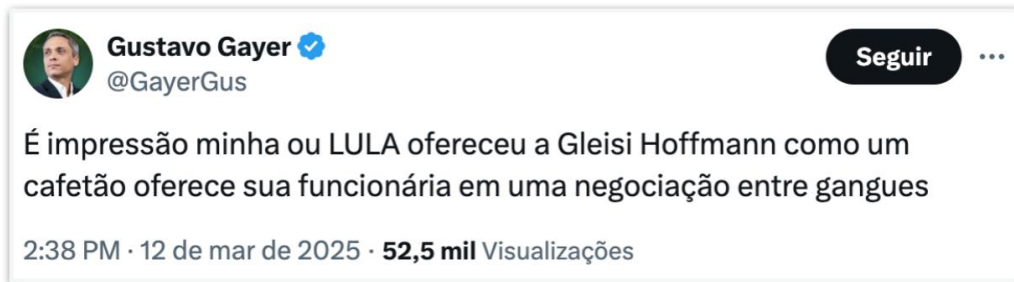 Gustavo Gayer
@GayerGus
Seguir
É impressão minha ou LULA ofereceu a Gleisi Hoffmann como um
cafetão oferece sua funcionária em uma negociação entre gangues
2:38 PM · 12 de mar de 2025 · 52,5 mil Visualizações